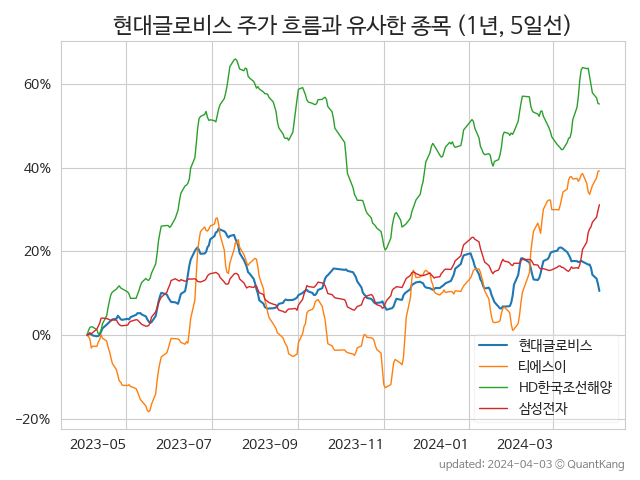 현대글로비스 주가 흐름과 유사한 종목 (1년, 5일선)
60%
40%
20%
0%
−20%
현대글로비스
티에스이
HD한국조선해양
삼성전자
2023-05 2023-07 2023-09 2023-11 2024-01 2024-03
updated: 2024-04-03 © QuantKang